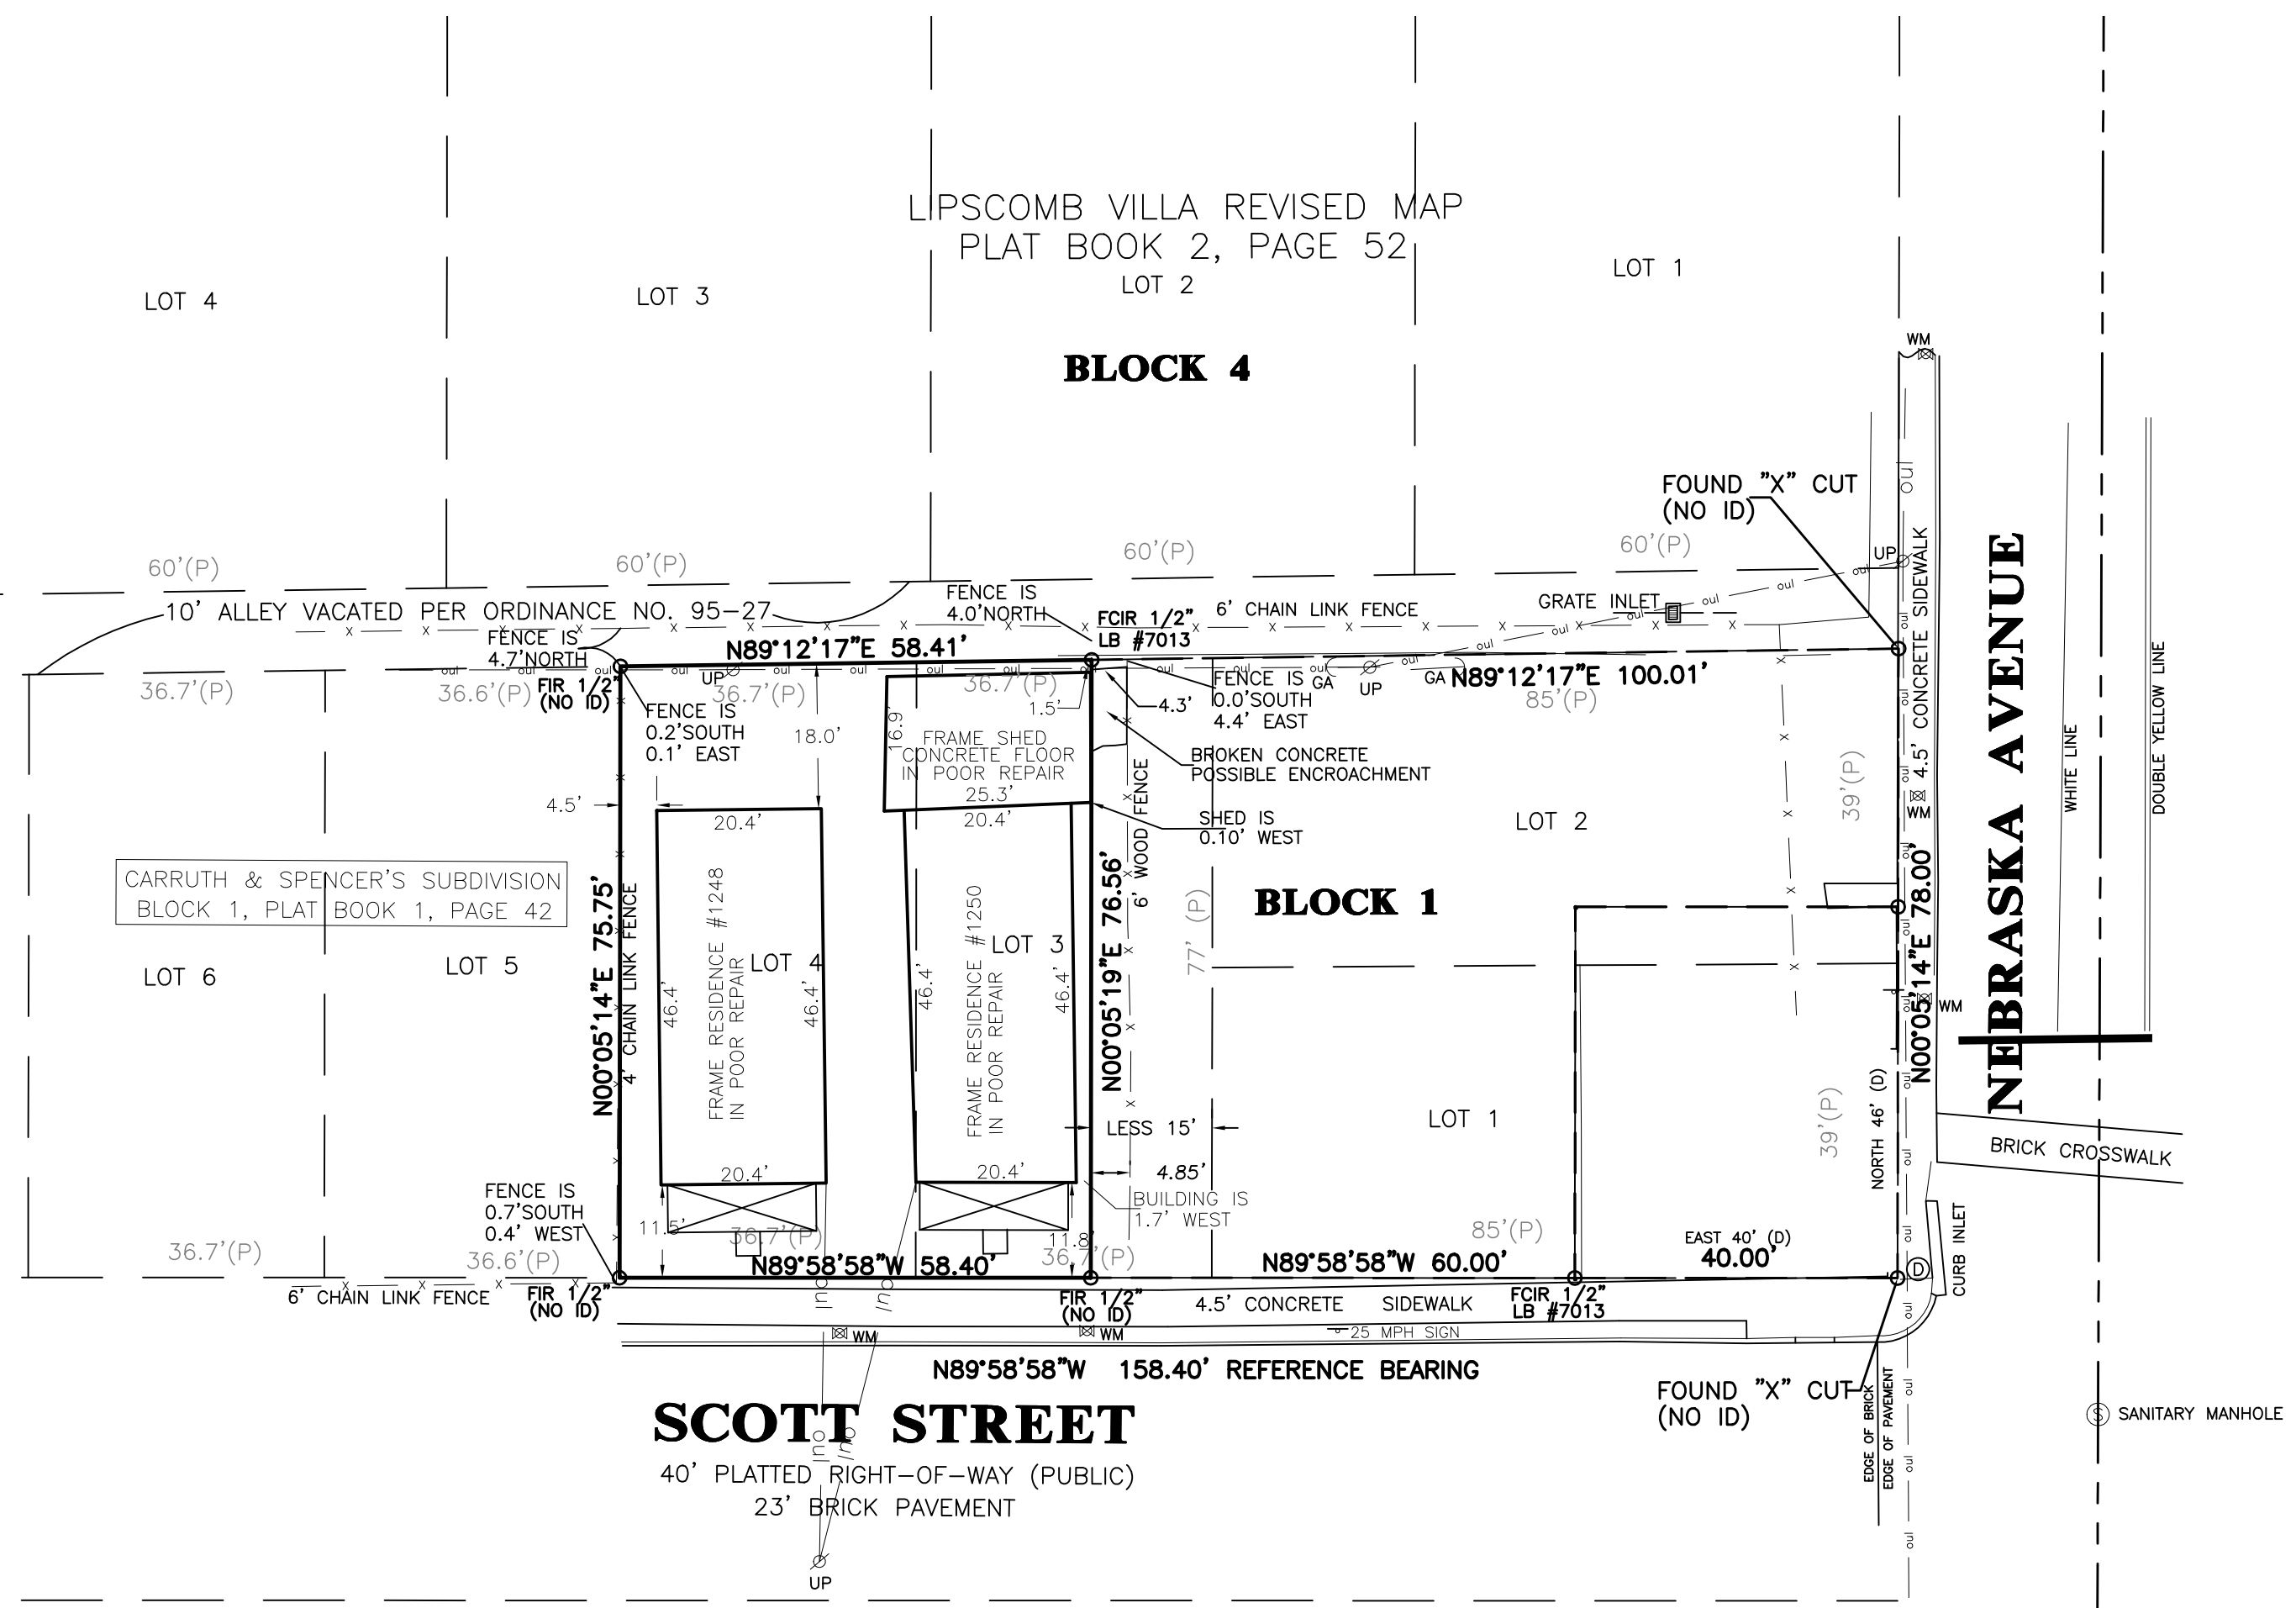 LIPSCOMB VILLA REVISED MAP
PLAT BOOK 2, PAGE 52
LOT 4
LOT 3
LOT 2
LOT 1
BLOCK 4
WM
FOUND "X" CUT
(NO ID)
oul
UP
60'(P)
60'(P)
60'(P)
60'(P)
10' ALLEY VACATED PER ORDINANCE NO. 95-27
FENCE IS
4.0'NORTH
FCIR 1/2"
LB #7013
6' CHAIN LINK FENCE
GRATE INLET
FENCE IS
4.7'NORTH
N89°12'17"E 58.41'
N89°12'17"E 100.01'
36.7'(P)
36.6'(P)
FIR 1/2"
(NO ID)
UP
36.7'(P)
36.7'(P)
GA
UP
GA
85'(P)
FENCE IS
0.2'SOUTH
0.1' EAST
18.0'
16.9'
1.5'
4.3'
FENCE IS
0.0'SOUTH
4.4' EAST
FRAME SHED
CONCRETE FLOOR
IN POOR REPAIR
25.3'
BROKEN CONCRETE
POSSIBLE ENCROACHMENT
4.5'
20.4'
20.4'
SHED IS
0.10' WEST
6' WOOD FENCE
LOT 2
39'(P)
4.5' CONCRETE SIDEWALK
WM
NEBRASKA AVENUE
WHITE LINE
DOUBLE YELLOW LINE
CARRUTH & SPENCER'S SUBDIVISION
BLOCK 1, PLAT BOOK 1, PAGE 42
BLOCK 1
LOT 6
LOT 5
LOT 4
LOT 3
N00°05'14"E 75.75'
4' CHAIN LINK FENCE
46.4'
FRAME RESIDENCE #1248
IN POOR REPAIR
46.4'
46.4'
FRAME RESIDENCE #1250
IN POOR REPAIR
46.4'
N00°05'19"E 76.56'
77' (P)
N00°05'14"E 78.00'
WM
LOT 1
LESS 15'
4.85'
39'(P)
NORTH 46' (D)
BRICK CROSSWALK
20.4'
20.4'
BUILDING IS
1.7' WEST
FENCE IS
0.7'SOUTH
0.4' WEST
11.5'
11.8'
36.7'(P)
36.6'(P)
36.7'(P)
36.7'(P)
85'(P)
EAST 40' (D)
40.00'
N89°58'58"W 58.40'
N89°58'58"W 60.00'
D
CURB INLET
6' CHAIN LINK FENCE
FIR 1/2"
(NO ID)
FIR 1/2"
(NO ID)
4.5' CONCRETE SIDEWALK
FCIR 1/2"
LB #7013
WM
WM
25 MPH SIGN
N89°58'58"W 158.40' REFERENCE BEARING
FOUND "X" CUT
(NO ID)
EDGE OF BRICK
EDGE OF PAVEMENT
S SANITARY MANHOLE
SCOTT STREET
40' PLATTED RIGHT-OF-WAY (PUBLIC)
23' BRICK PAVEMENT
UP